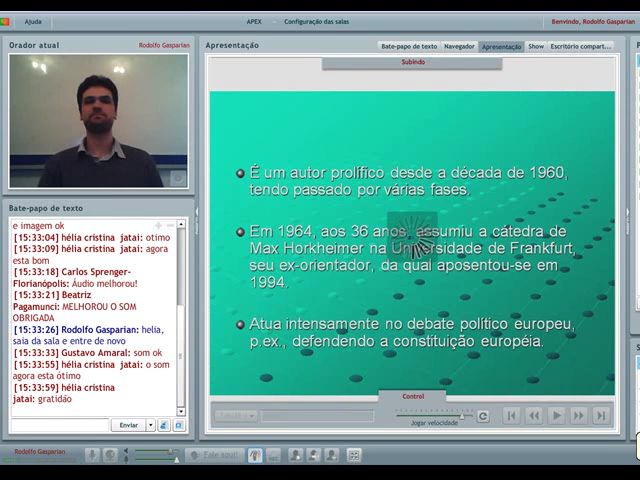 Ajuda
APEX - Configuração das salas
Benvindo, Rodolfo Gasparian
Orador atual
Rodolfo Gasparian
Apresentação
Bate-papo de texto
Navegador
Apresentação
Show
Escritório compart...
Subindo
É um autor prolífico desde a década de 1960,
tendo passado por várias fases.
Em 1964, aos 36 anos, assumiu a cátedra de
Max Horkheimer na Universidade de Frankfurt,
seu ex-orientador, da qual aposentou-se em
1994.
Atua intensamente no debate político europeu,
p.ex., defendendo a constituição européia.
Bate-papo de texto
e imagem ok
[15:33:04] hélia cristina jatai: otimo
[15:33:09] hélia cristina jatai: agora
esta bom
[15:33:18] Carlos Sprenger-
Florianópolis: Áudio melhorou!
[15:33:21] Beatriz
Pagamunci: MELHOROU O SOM
OBRIGADA
[15:33:26] Rodolfo Gasparian: helia,
saia da sala e entre de novo
[15:33:33] Gustavo Amaral: som ok
[15:33:55] hélia cristina jatai: o som
agora esta ótimo
[15:33:59] hélia cristina
jatai: gratidão
Enviar
Control
Jogar velocidade
Rodolfo Gasparian
Fale aqui!